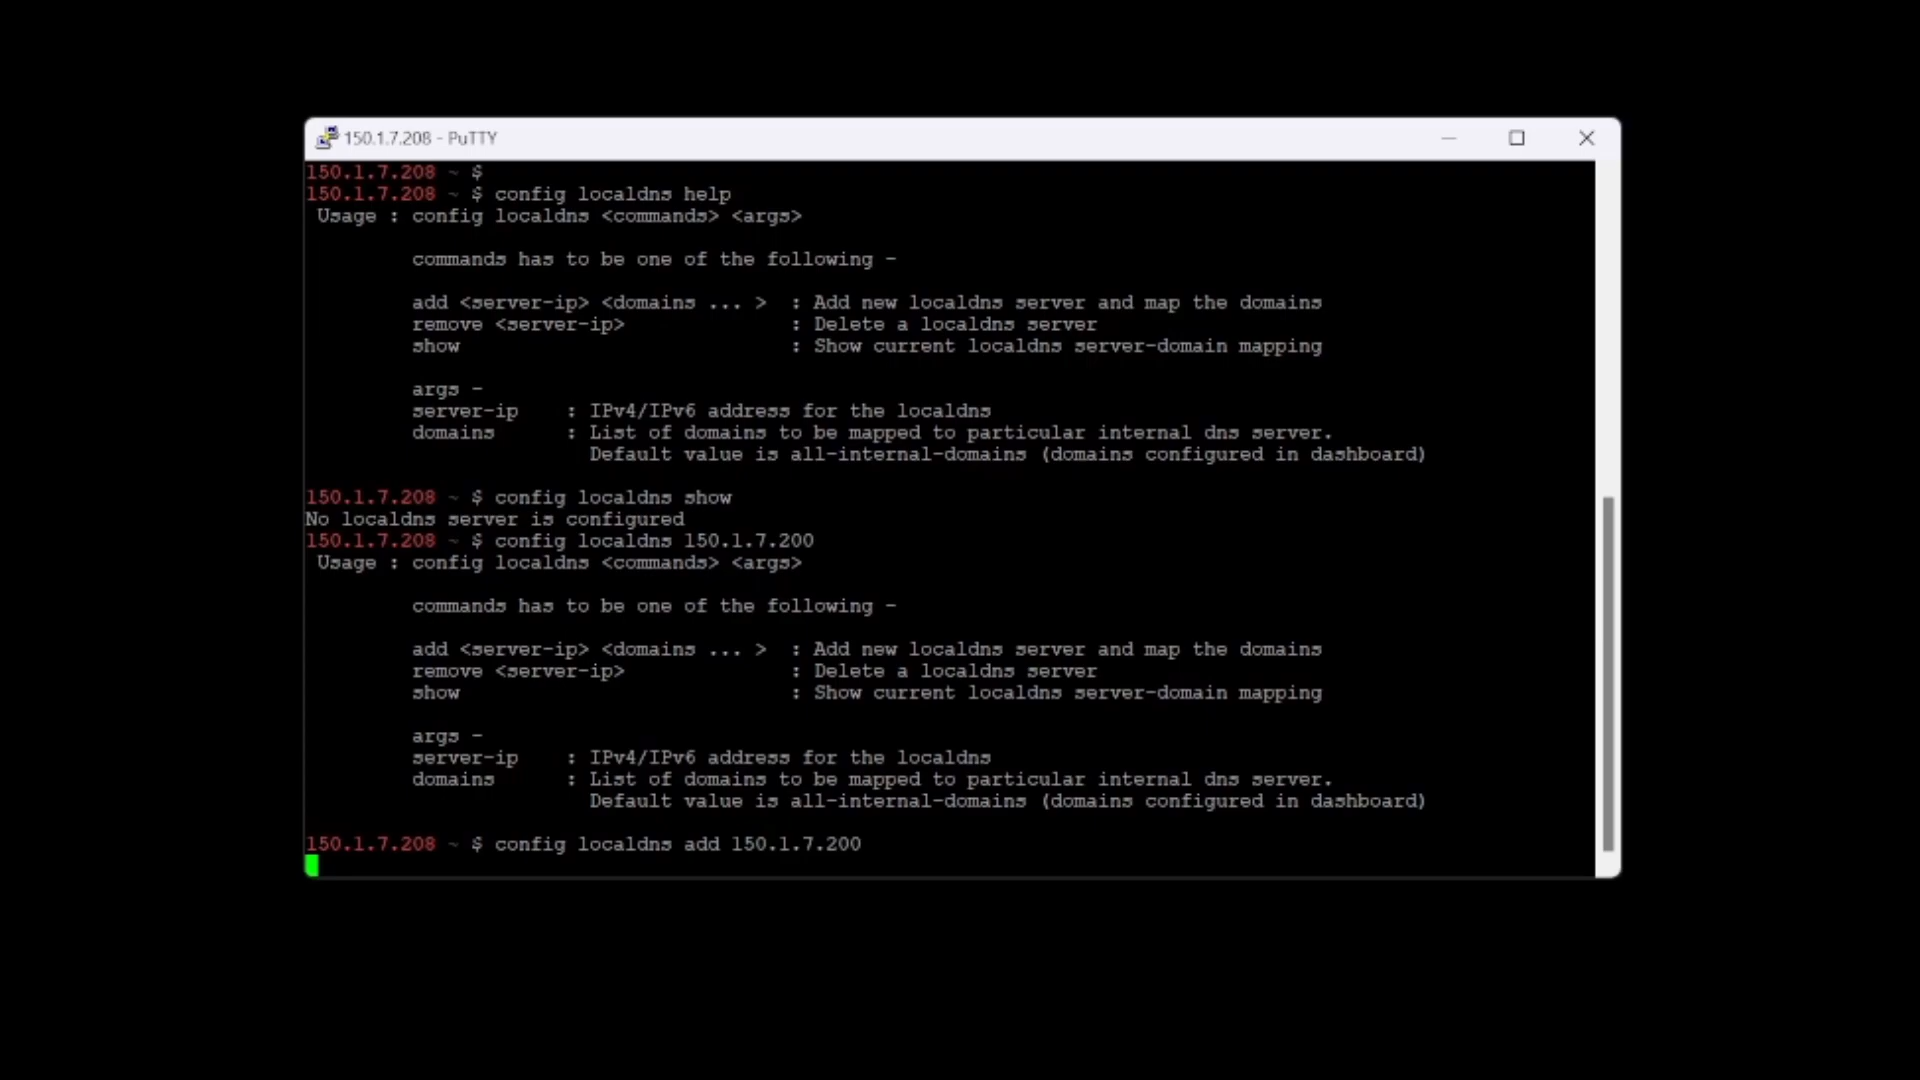 150.1.7.208 - PuTTY
150.1.7.208 ~ $
150.1.7.208 ~ $ config localdns help
Usage : config localdns <commands> <args>
commands has to be one of the following -
add <server-ip> <domains ... >  : Add new localdns server and map the domains
remove <server-ip>              : Delete a localdns server
show                            : Show current localdns server-domain mapping
args -
server-ip    : IPv4/IPv6 address for the localdns
domains      : List of domains to be mapped to particular internal dns server.
Default value is all-internal-domains (domains configured in dashboard)
150.1.7.208 ~ $ config localdns show
No localdns server is configured
150.1.7.208 ~ $ config localdns 150.1.7.200
Usage : config localdns <commands> <args>
commands has to be one of the following -
add <server-ip> <domains ... >  : Add new localdns server and map the domains
remove <server-ip>              : Delete a localdns server
show                            : Show current localdns server-domain mapping
args -
server-ip    : IPv4/IPv6 address for the localdns
domains      : List of domains to be mapped to particular internal dns server.
Default value is all-internal-domains (domains configured in dashboard)
150.1.7.208 ~ $ config localdns add 150.1.7.200